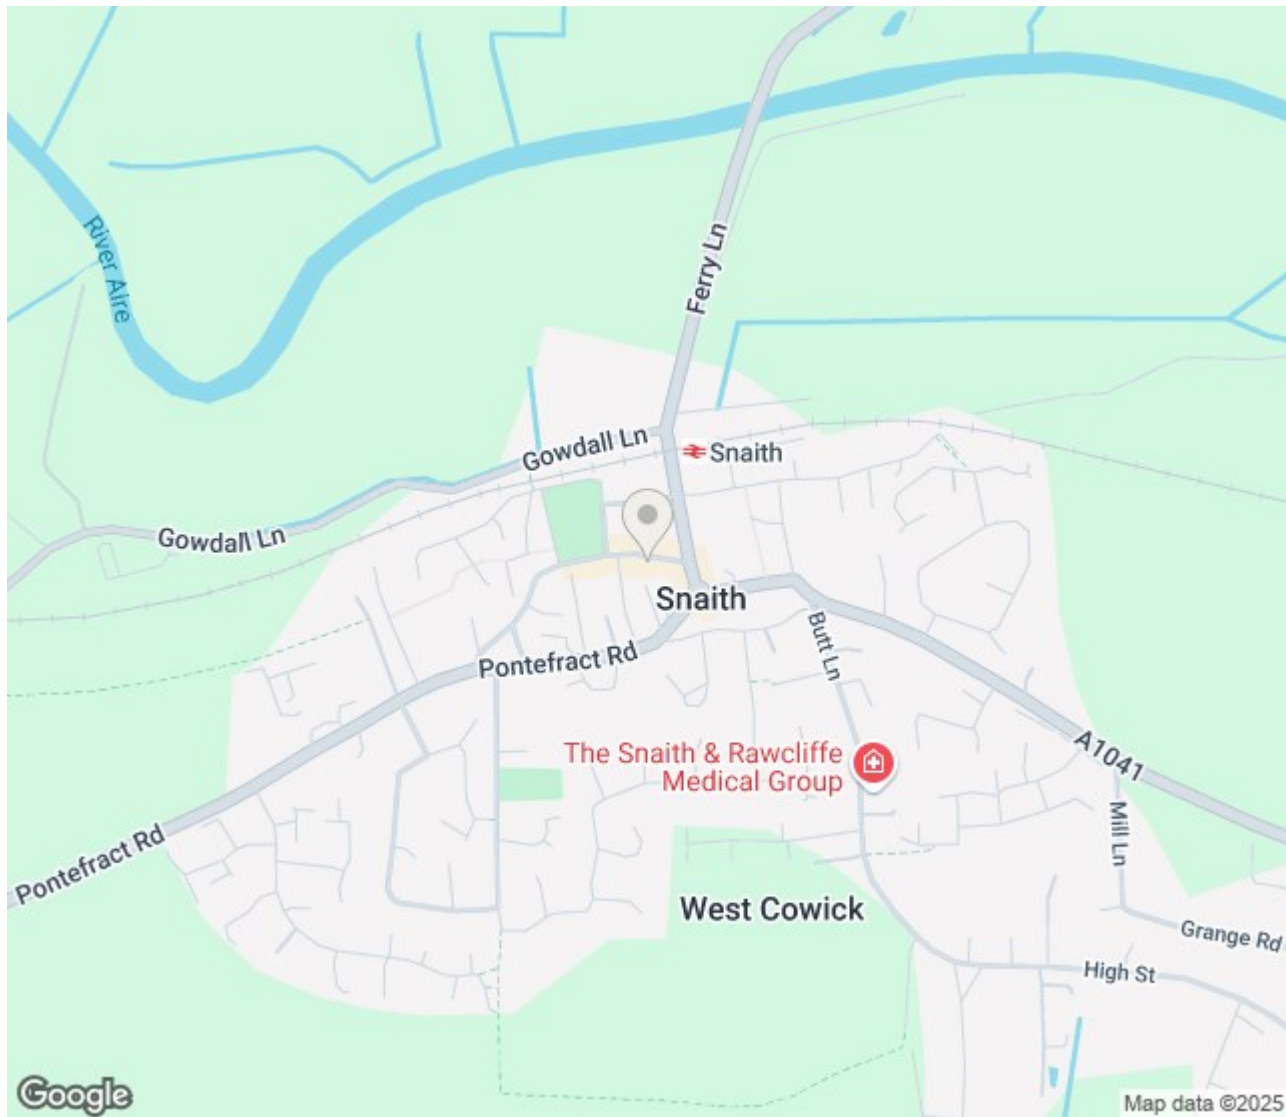 River Aire
Ferry Ln
Gowdall Ln
Snaith
Gowdall Ln
Snaith
Butt Ln
Pontefract Rd
The Snaith & Rawcliffe
Medical Group
A1041
Mill Ln
Pontefract Rd
West Cowick
Grange Rd
High St
Google
Map data ©2025